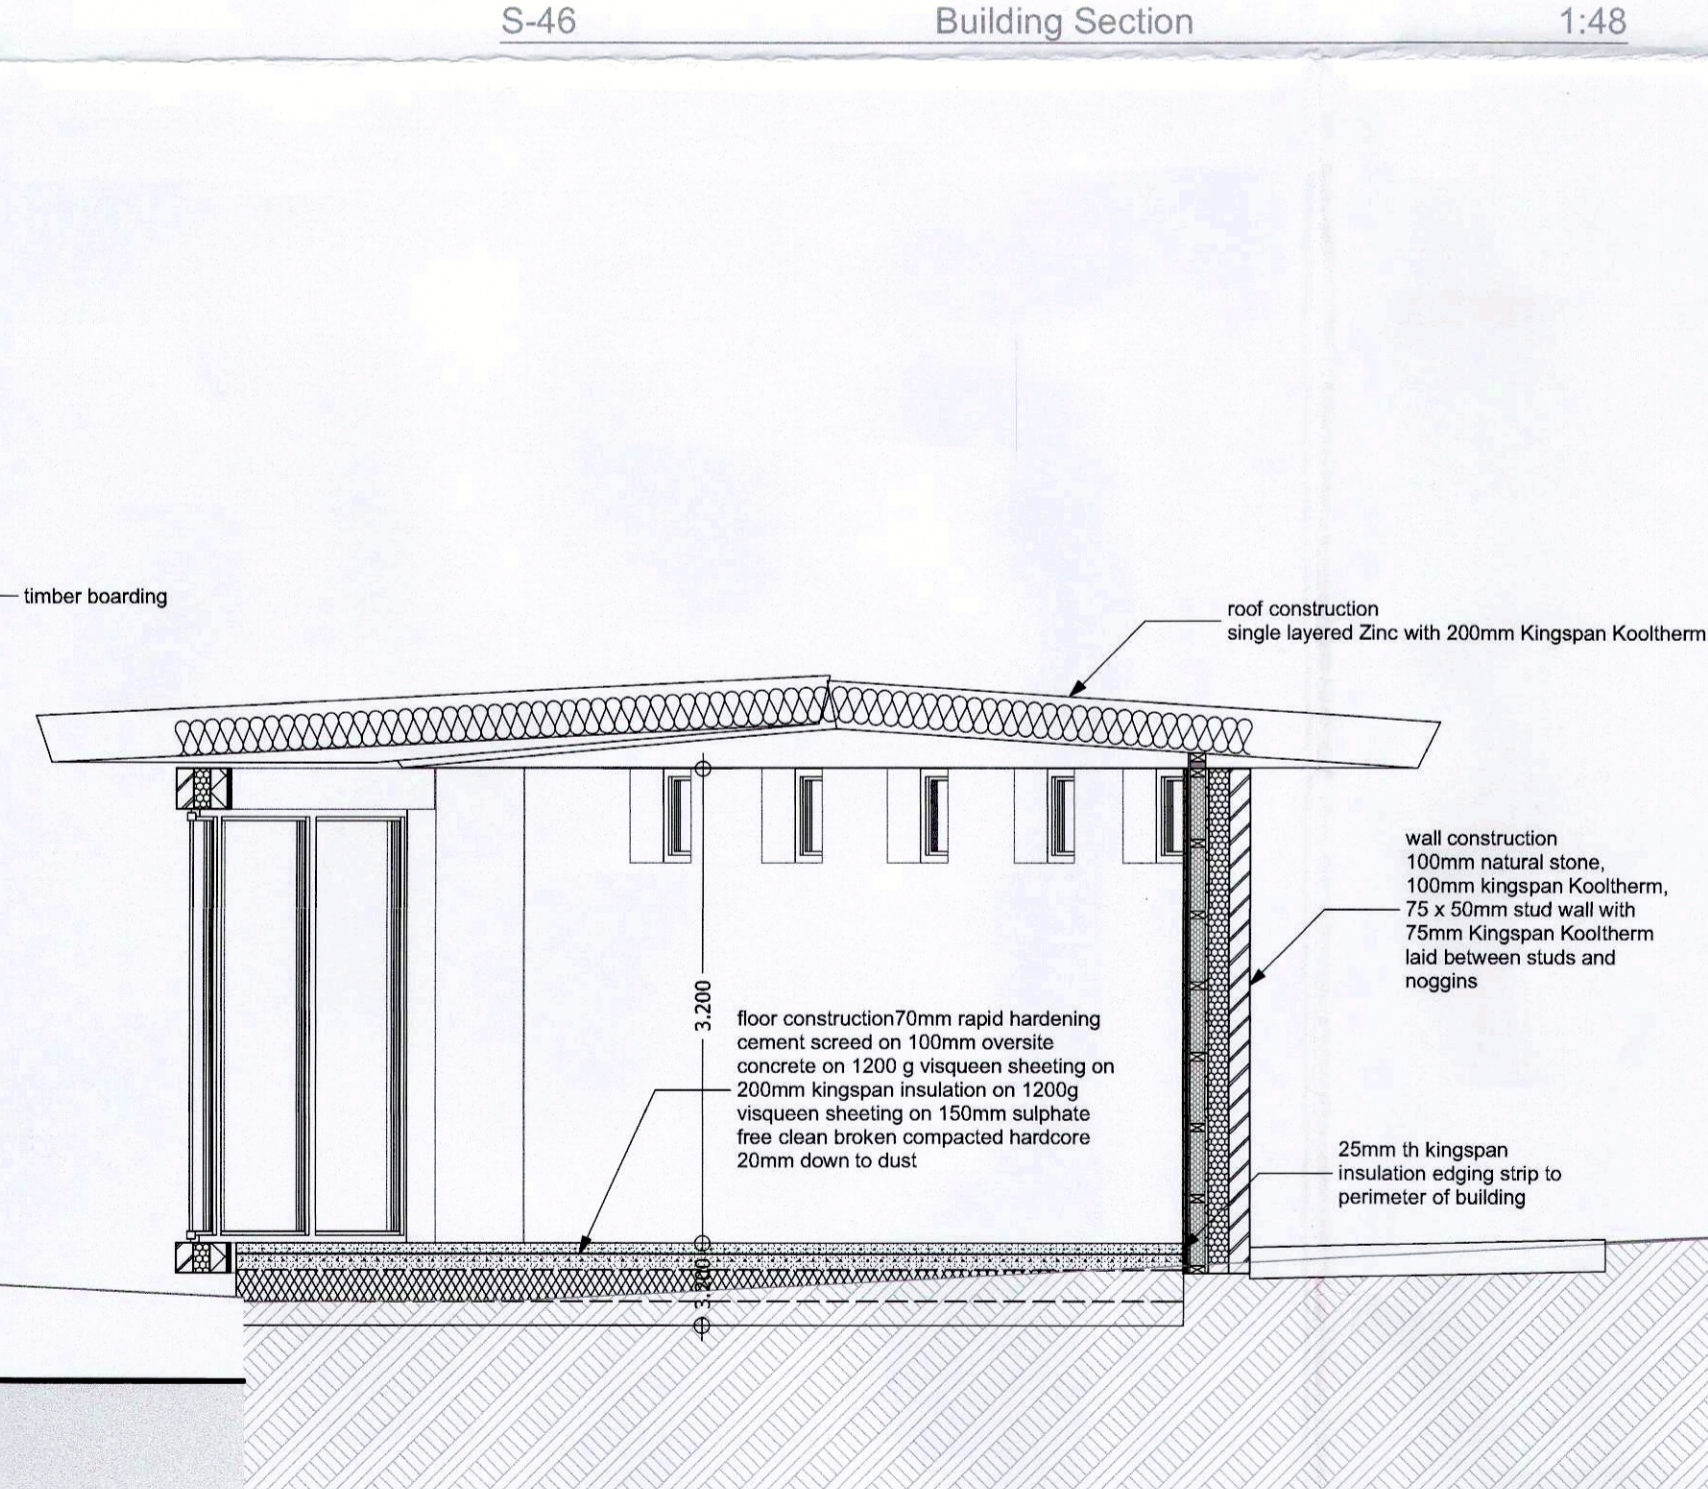 S-46 Building Section 1:48
timber boarding
roof construction
single layered Zinc with 200mm Kingspan Kooltherm
wall construction
100mm natural stone,
100mm kingspan Kooltherm,
75 x 50mm stud wall with
75mm Kingspan Kooltherm
laid between studs and
noggins
3.200
floor construction70mm rapid hardening
cement screed on 100mm oversite
concrete on 1200 g visqueen sheeting on
200mm kingspan insulation on 1200g
visqueen sheeting on 150mm sulphate
free clean broken compacted hardcore
20mm down to dust
25mm th kingspan
insulation edging strip to
perimeter of building